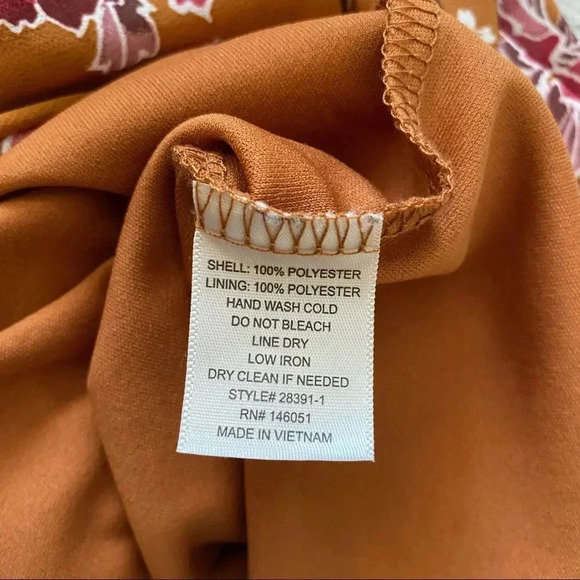 SHELL: 100% POLYESTER
LINING: 100% POLYESTER
HAND WASH COLD
DO NOT BLEACH
LINE DRY
LOW IRON
DRY CLEAN IF NEEDED
STYLE# 28391-1
RN# 146051
MADE IN VIETNAM